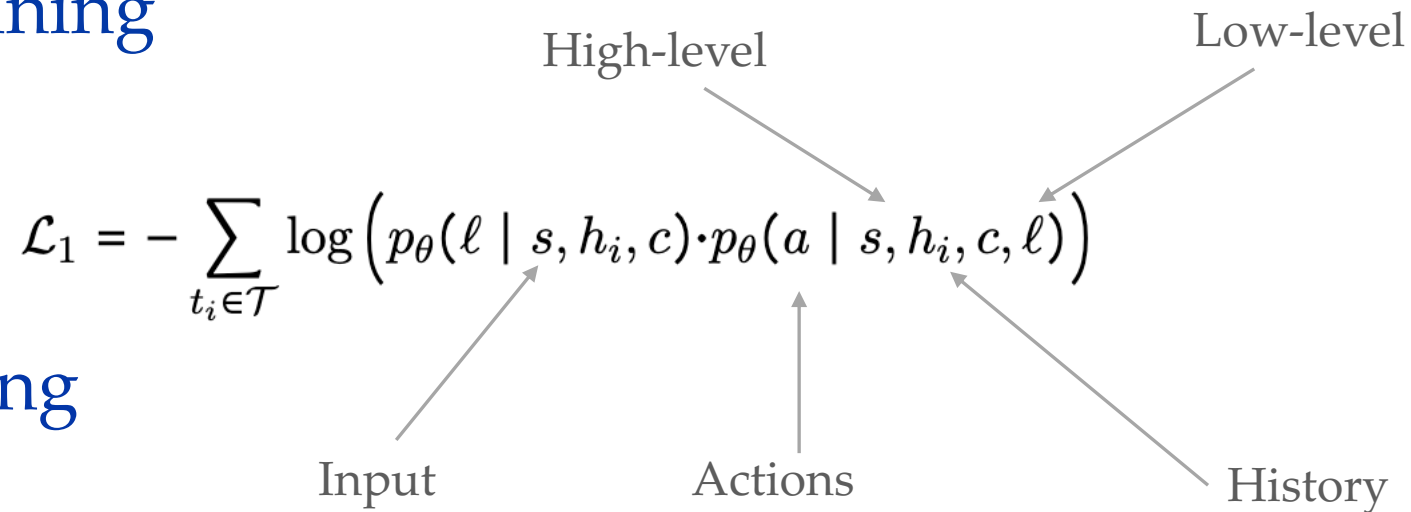 ning
High-level
Low-level
ℒ₁ = − ∑_{tᵢ∈𝒯} log(p_θ(ℓ | s, hᵢ, c)·p_θ(a | s, hᵢ, c, ℓ))
ng
Input
Actions
History